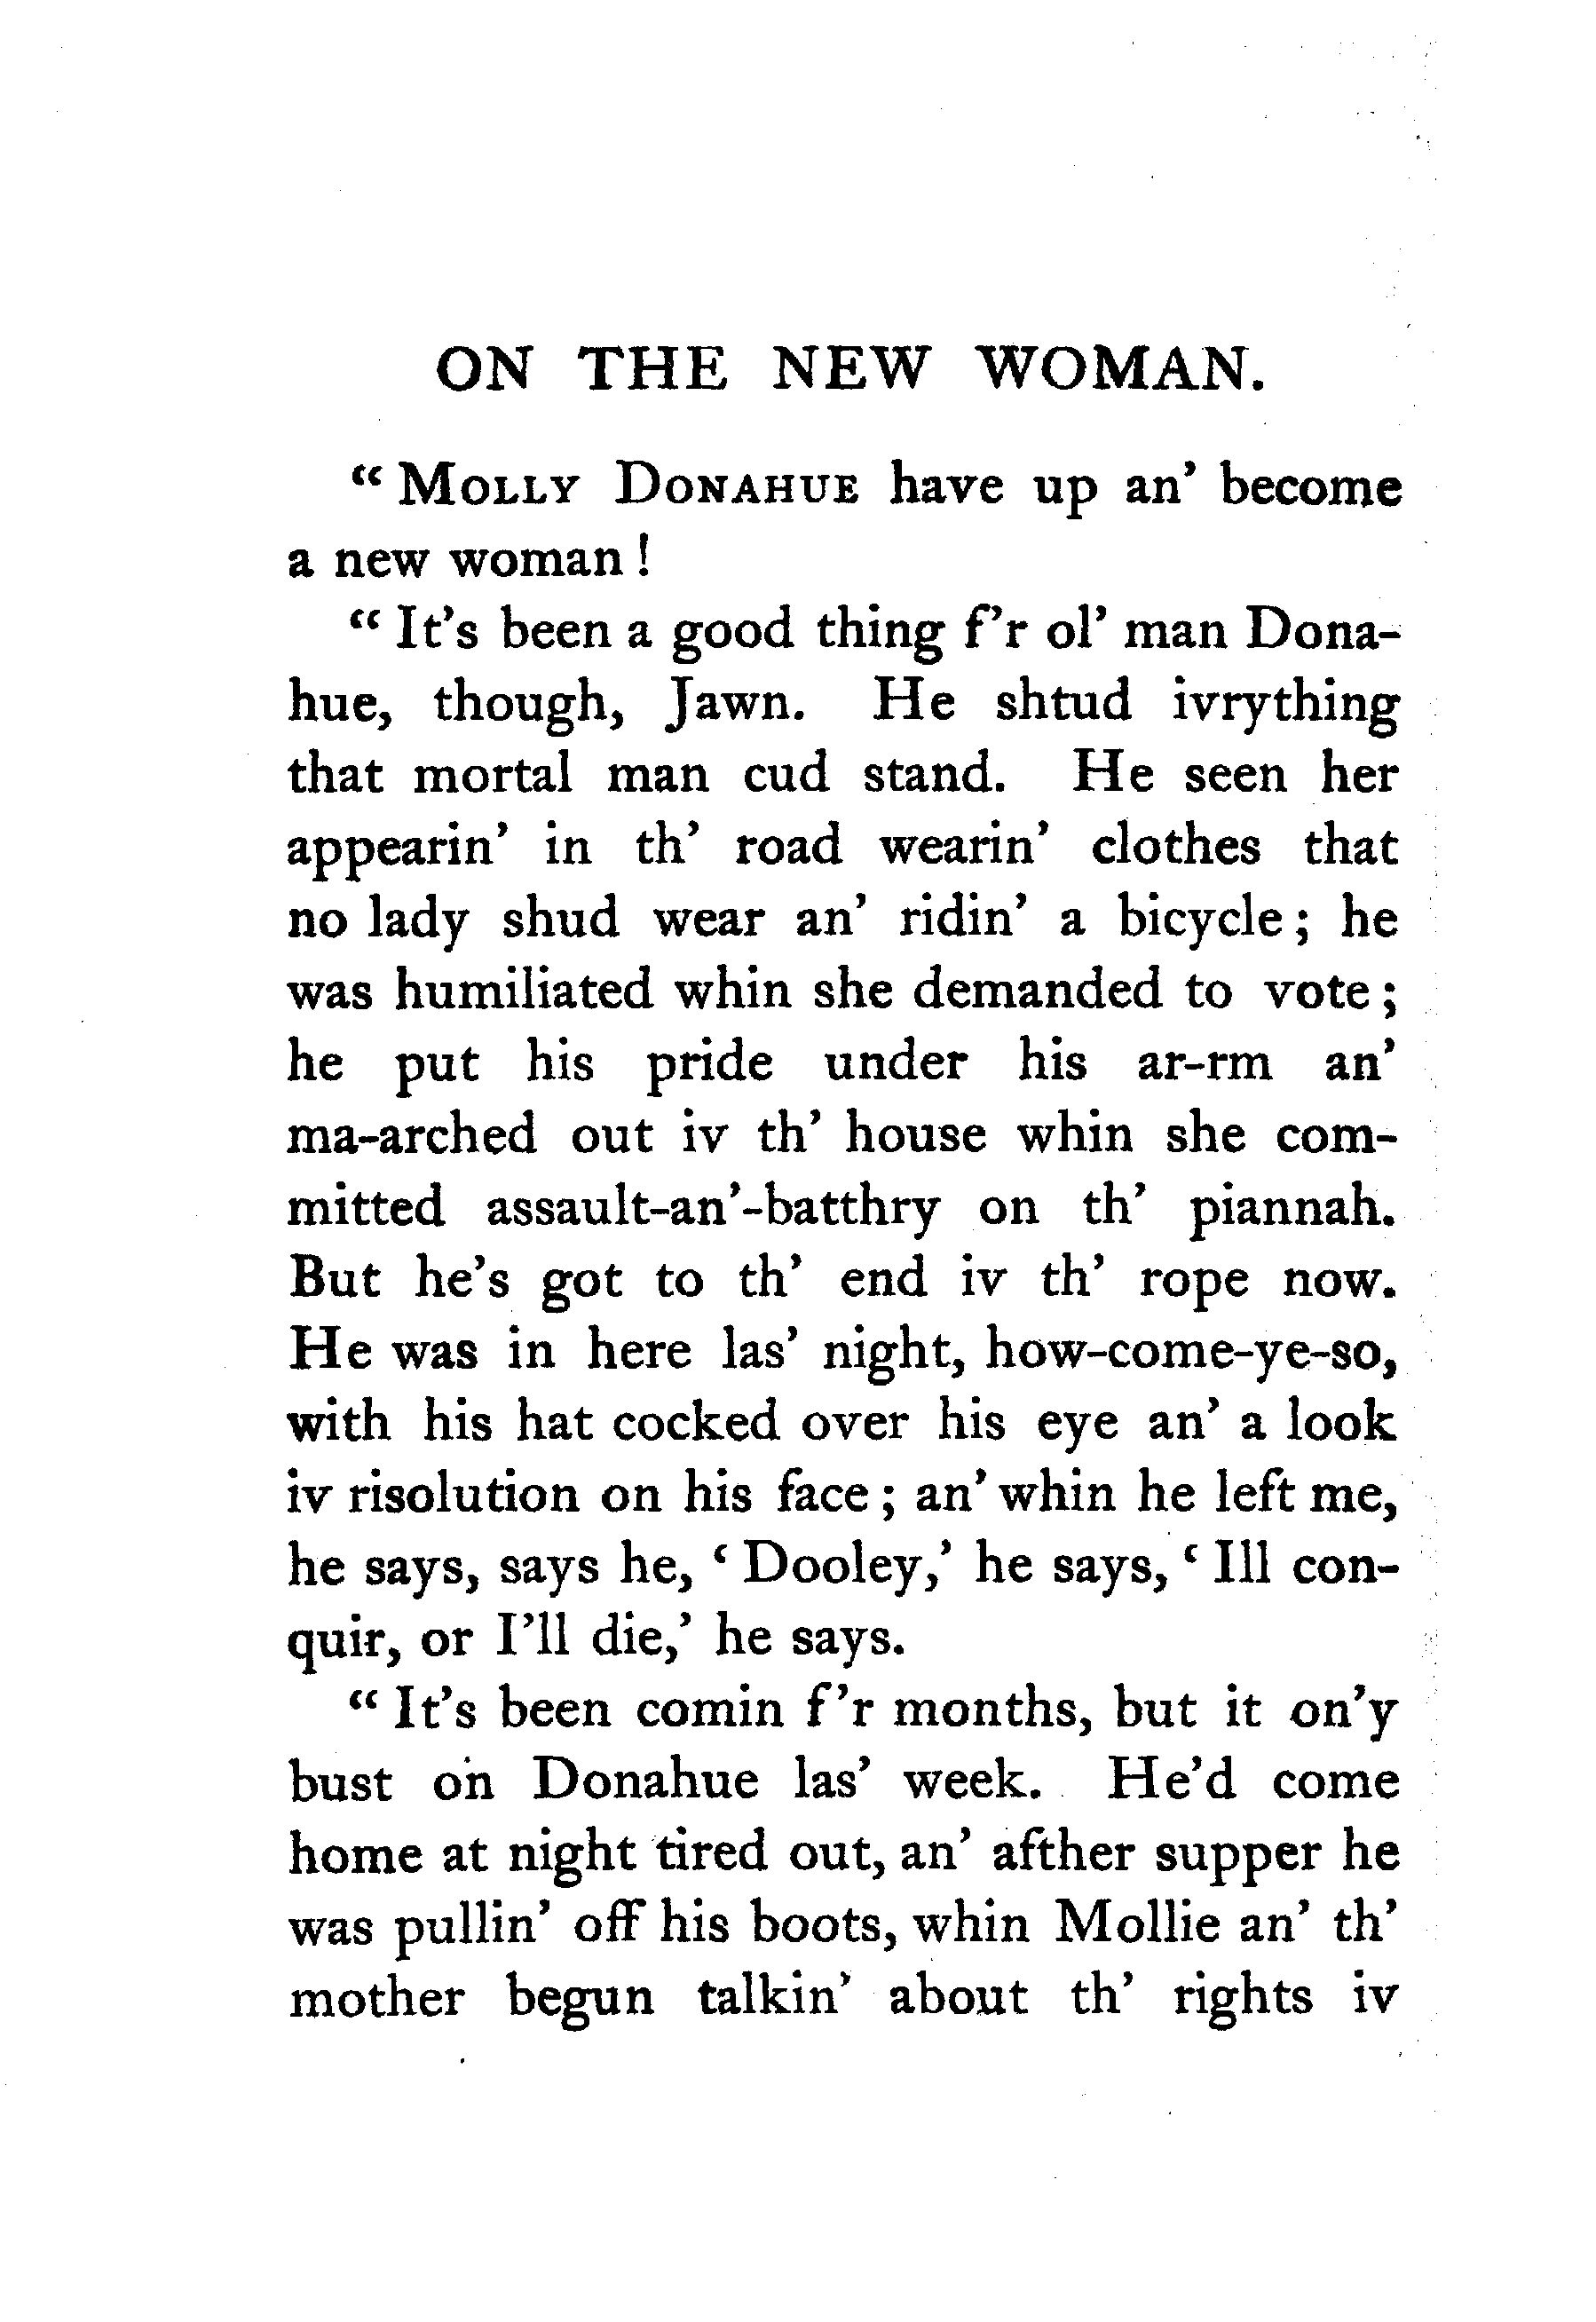 ON THE NEW WOMAN.
“ MOLLY DONAHUE have up an’ become
a new woman !
“ It’s been a good thing f’r ol’ man Dona-
hue, though, Jawn. He shtud ivrything
that mortal man cud stand. He seen her
appearin’ in th’ road wearin’ clothes that
no lady shud wear an’ ridin’ a bicycle ; he
was humiliated whin she demanded to vote ;
he put his pride under his ar-rm an’
ma-arched out iv th’ house whin she com-
mitted assault-an’-batthry on th’ piannah.
But he’s got to th’ end iv th’ rope now.
He was in here las’ night, how-come-ye-so,
with his hat cocked over his eye an’ a look
iv risolution on his face ; an’ whin he left me,
he says, says he, ‘ Dooley,’ he says, ‘ Ill con-
quir, or I’ll die,’ he says.
“ It’s been comin f’r months, but it on’y
bust on Donahue las’ week. He’d come
home at night tired out, an’ afther supper he
was pullin’ off his boots, whin Mollie an’ th’
mother begun talkin’ about th’ rights iv